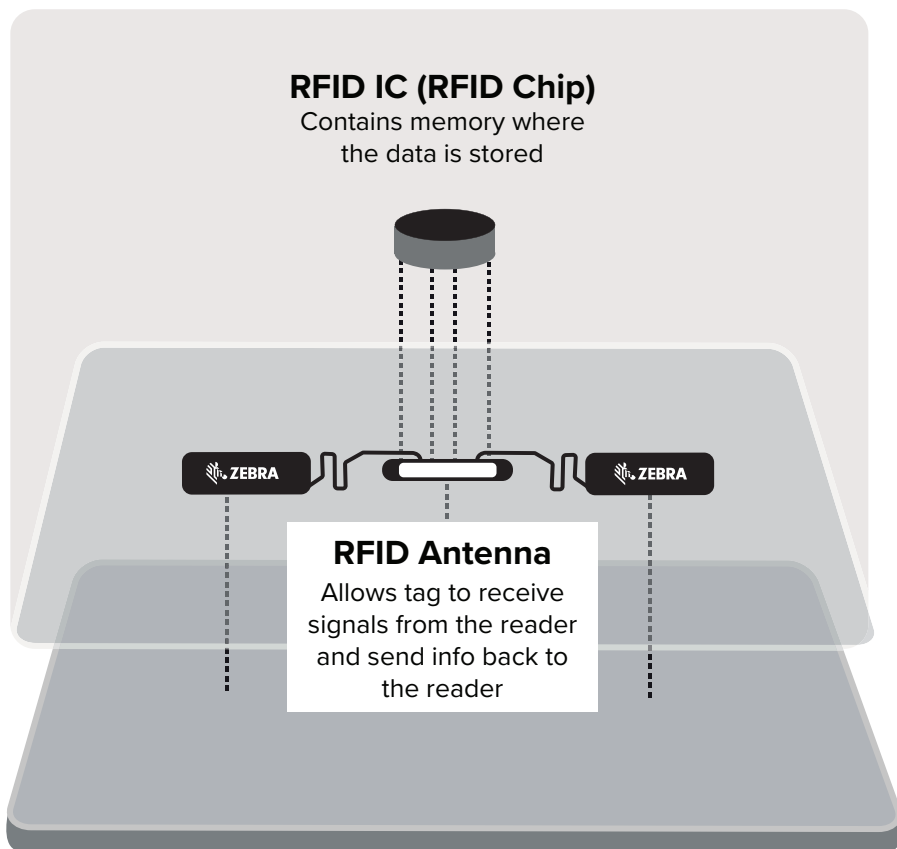 RFID IC (RFID Chip)
Contains memory where
the data is stored
ZEBRA
ZEBRA
RFID Antenna
Allows tag to receive
signals from the reader
and send info back to
the reader